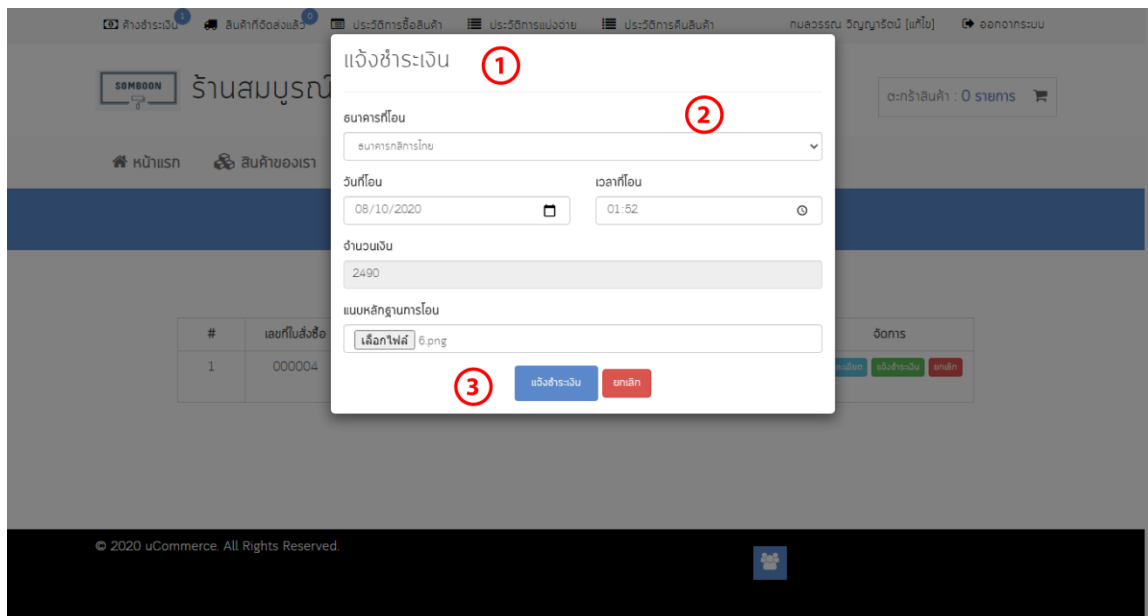 ค้างชำระเงิน 1 สินค้าที่จัดส่งแล้ว 0 ประวัติการซื้อสินค้า ประวัติการแบ่งจ่าย ประวัติการคืนสินค้า กมลวรรณ วิญญารัตน์ [แก้ไข] ออกจากระบบ
แจ้งชำระเงิน 1
SOMBOON ร้านสมบูรณ์
ตะกร้าสินค้า : 0 รายการ
ธนาคารที่โอน 2
ธนาคารกสิกรไทย
หน้าแรก สินค้าของเรา
วันที่โอน เวลาที่โอน
08/10/2020 01:52
จำนวนเงิน
2490
แนบหลักฐานการโอน
# เลขที่ใบสั่งซื้อ จัดการ
เลือกไฟล์ 6.png
1 000004 แจ้งชำระเงิน ยกเลิก
3 แจ้งชำระเงิน ยกเลิก
© 2020 uCommerce. All Rights Reserved.